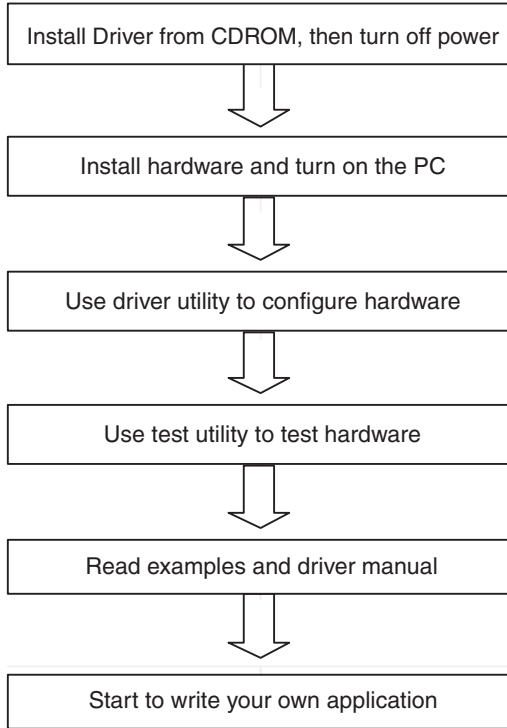 Install Driver from CDROM, then turn off power
Install hardware and turn on the PC
Use driver utility to configure hardware
Use test utility to test hardware
Read examples and driver manual
Start to write your own application